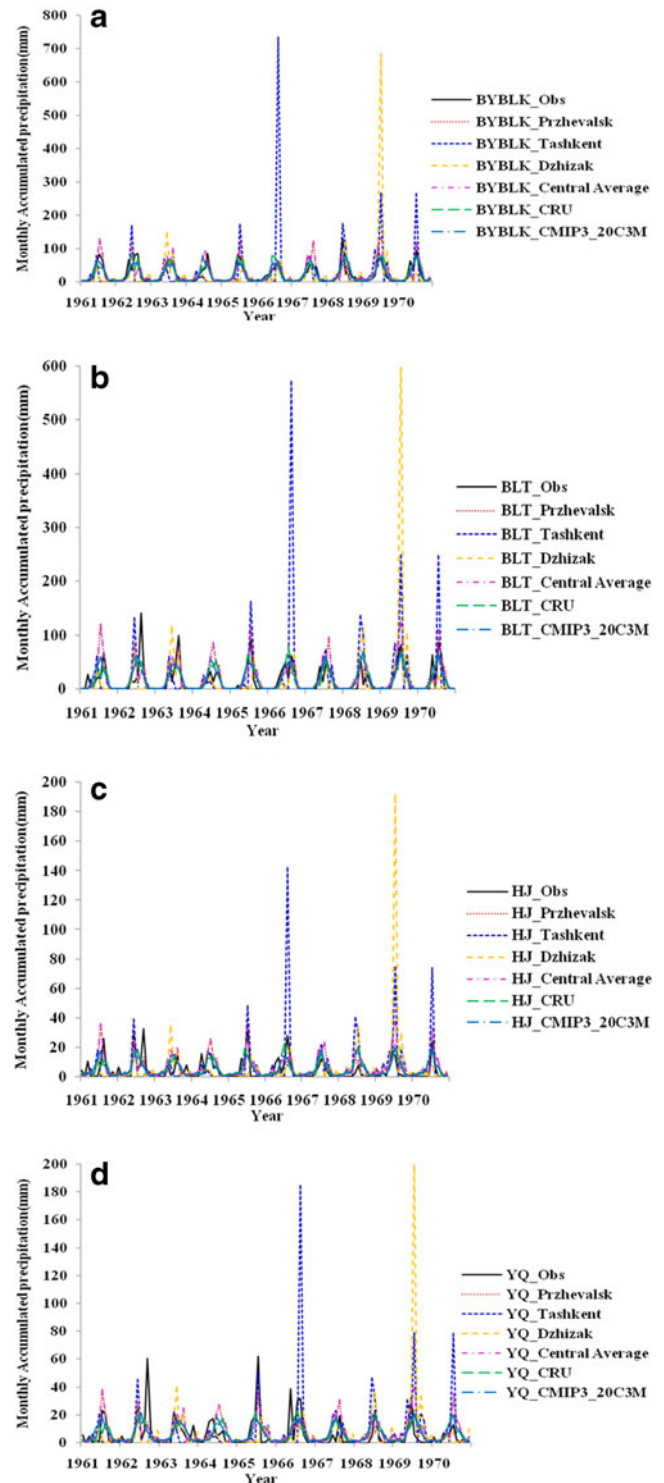 a
Monthly Accumulated precipitation(mm)
800
700
600
500
400
300
200
100
0
1961 1962 1963 1964 1965 1966 1967 1968 1969 1970
Year
BYBLK_Obs
BYBLK_Przhevalsk
BYBLK_Tashkent
BYBLK_Dzhizak
BYBLK_Central Average
BYBLK_CRU
BYBLK_CMIP3_20C3M
b
Monthly Accumulated precipitation(mm)
600
500
400
300
200
100
0
1961 1962 1963 1964 1965 1966 1967 1968 1969 1970
Year
BLT_Obs
BLT_Przhevalsk
BLT_Tashkent
BLT_Dzhizak
BLT_Central Average
BLT_CRU
BLT_CMIP3_20C3M
c
Monthly Accumulated precipitation(mm)
200
180
160
140
120
100
80
60
40
20
0
1961 1962 1963 1964 1965 1966 1967 1968 1969 1970
Year
HJ_Obs
HJ_Przhevalsk
HJ_Tashkent
HJ_Dzhizak
HJ_Central Average
HJ_CRU
HJ_CMIP3_20C3M
d
Monthly Accumulated precipitation(mm)
200
180
160
140
120
100
80
60
40
20
0
1961 1962 1963 1964 1965 1966 1967 1968 1969 1970
Year
YQ_Obs
YQ_Przhevalsk
YQ_Tashkent
YQ_Dzhizak
YQ_Central Average
YQ_CRU
YQ_CMIP3_20C3M